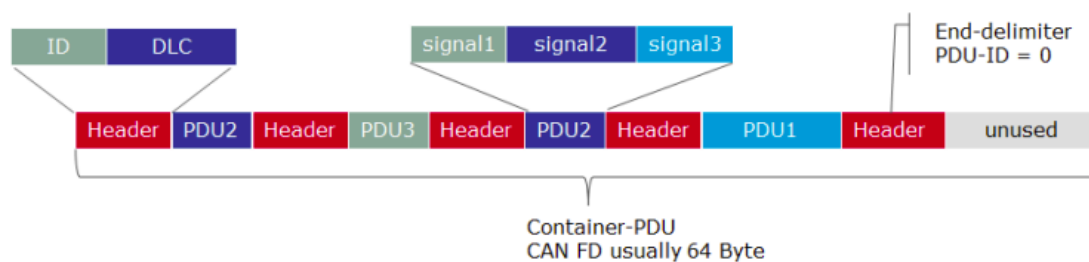 ID DLC
signal1 signal2 signal3
End-delimiter
PDU-ID = 0
Header PDU2 Header PDU3 Header PDU2 Header PDU1 Header unused
Container-PDU
CAN FD usually 64 Byte